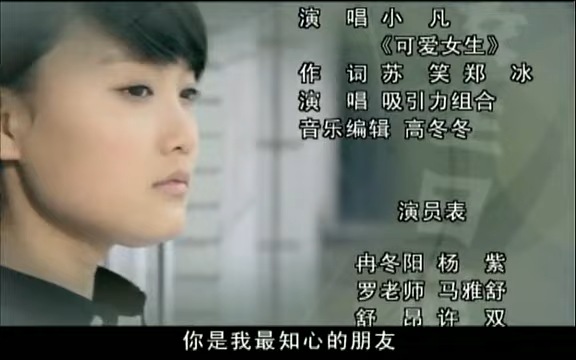 演 唱 小 凡
《可爱女生》
作 词 苏 笑 郑 冰
演 唱 吸引力组合
音乐编辑 高冬冬
演员表
冉冬阳 杨 紫
罗老师 马雅舒
舒 昂 许 双
你是我最知心的朋友